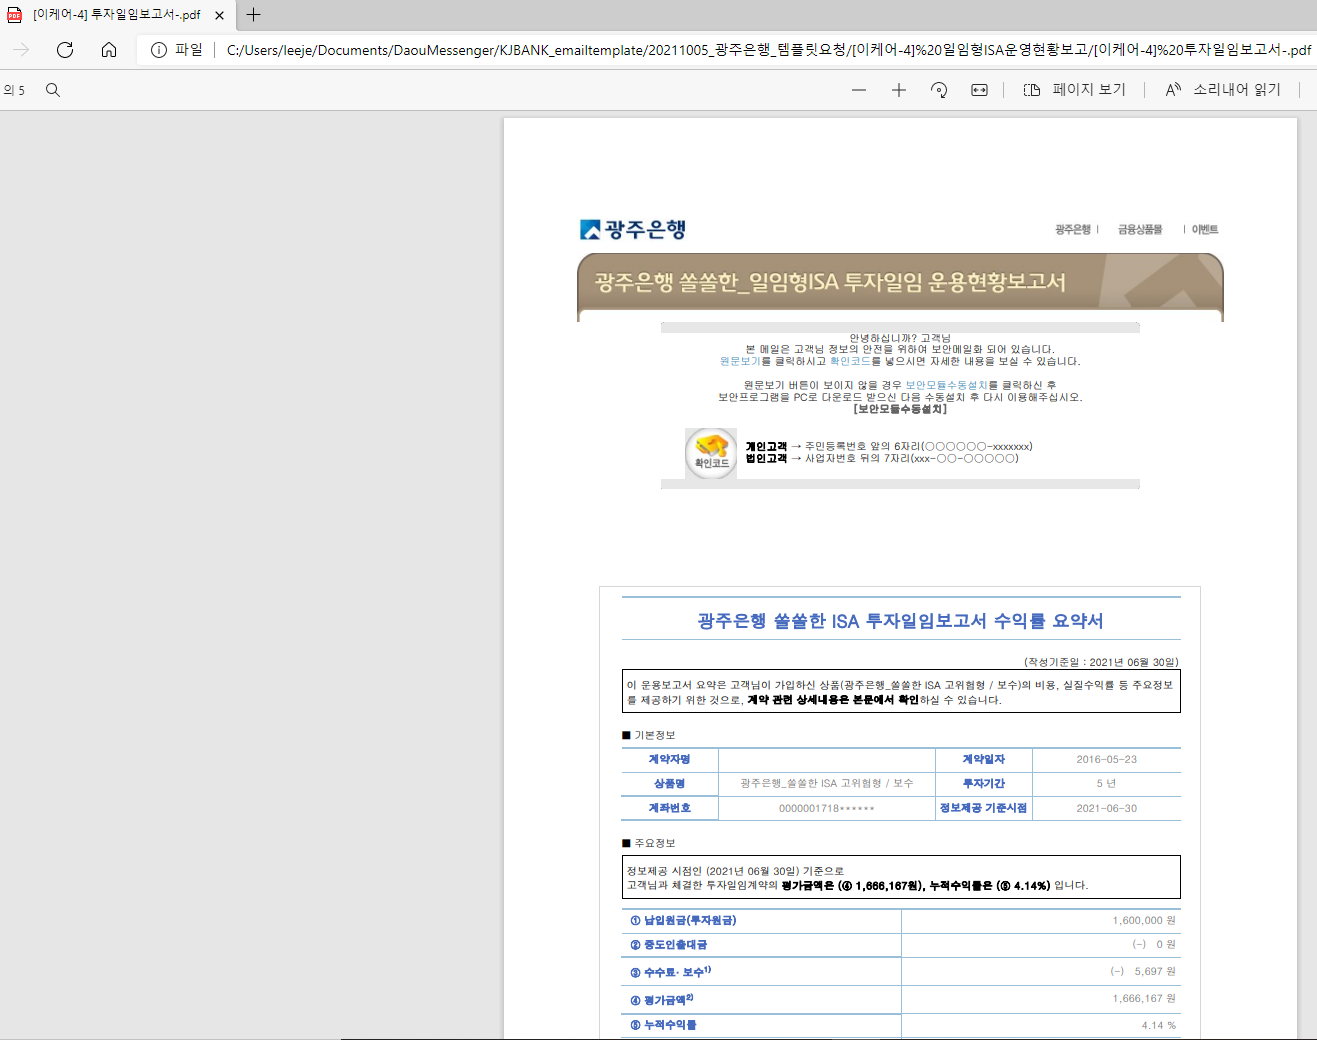 [이케어-4] 투자일임보고서-.pdf
파일 C:/Users/leeje/Documents/DaouMessenger/KJBANK_emailtemplate/20211005_광주은행_템플릿요청/[이케어-4]%20일임형ISA운영현황보고/[이케어-4]%20투자일임보고서-.pdf
의 5 페이지 보기 소리내어 읽기
광주은행 광주은행 | 금융상품몰 | 이벤트
광주은행 쏠쏠한_일임형ISA 투자일임 운용현황보고서
안녕하십니까? 고객님
본 메일은 고객님 정보의 안전을 위하여 보안메일화 되어 있습니다.
원문보기를 클릭하시고 확인코드를 넣으시면 자세한 내용을 보실 수 있습니다.
원문보기 버튼이 보이지 않을 경우 보안모듈수동설치를 클릭하신 후
보안프로그램을 PC로 다운로드 받으신 다음 수동설치 후 다시 이용해주십시오.
[보안모듈수동설치]
확인코드
개인고객 → 주민등록번호 앞의 6자리(○○○○○○-xxxxxxx)
법인고객 → 사업자번호 뒤의 7자리(xxx-○○-○○○○○)
광주은행 쏠쏠한 ISA 투자일임보고서 수익률 요약서
(작성기준일 : 2021년 06월 30일)
이 운용보고서 요약은 고객님이 가입하신 상품(광주은행_쏠쏠한 ISA 고위험형 / 보수)의 비용, 실질수익률 등 주요정보
를 제공하기 위한 것으로, 계약 관련 상세내용은 본문에서 확인하실 수 있습니다.
■ 기본정보
계약자명 계약일자 2016-05-23
상품명 광주은행_쏠쏠한 ISA 고위험형 / 보수 투자기간 5 년
계좌번호 0000001718****** 정보제공 기준시점 2021-06-30
■ 주요정보
정보제공 시점인 (2021년 06월 30일) 기준으로
고객님과 체결한 투자일임계약의 평가금액은 (④ 1,666,167원), 누적수익률은 (⑤ 4.14%) 입니다.
① 납입원금(투자원금) 1,600,000 원
② 중도인출대금 (-) 0 원
③ 수수료· 보수1) (-) 5,697 원
④ 평가금액2) 1,666,167 원
⑤ 누적수익률 4.14 %